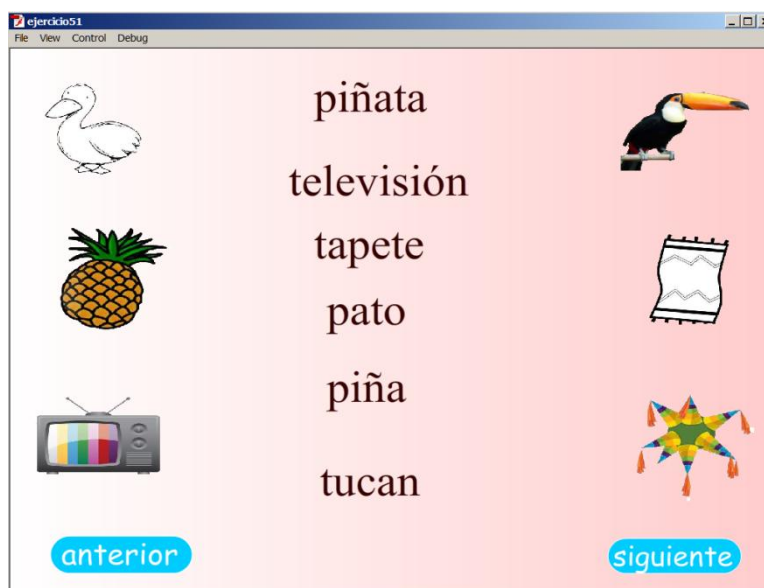 ejercicio51
File View Control Debug
piñata
televisión
tapete
pato
piña
tucan
anterior siguiente